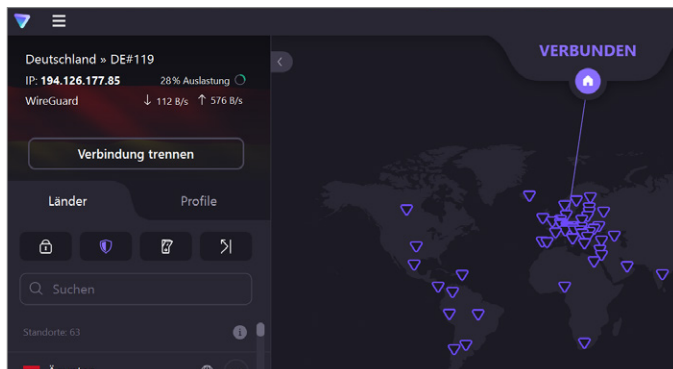 Deutschland » DE#119
IP: 194.126.177.85 28% Auslastung
WireGuard ↓ 112 B/s ↑ 576 B/s
Verbindung trennen
Länder Profile
Suchen
Standorte: 63
VERBUNDEN